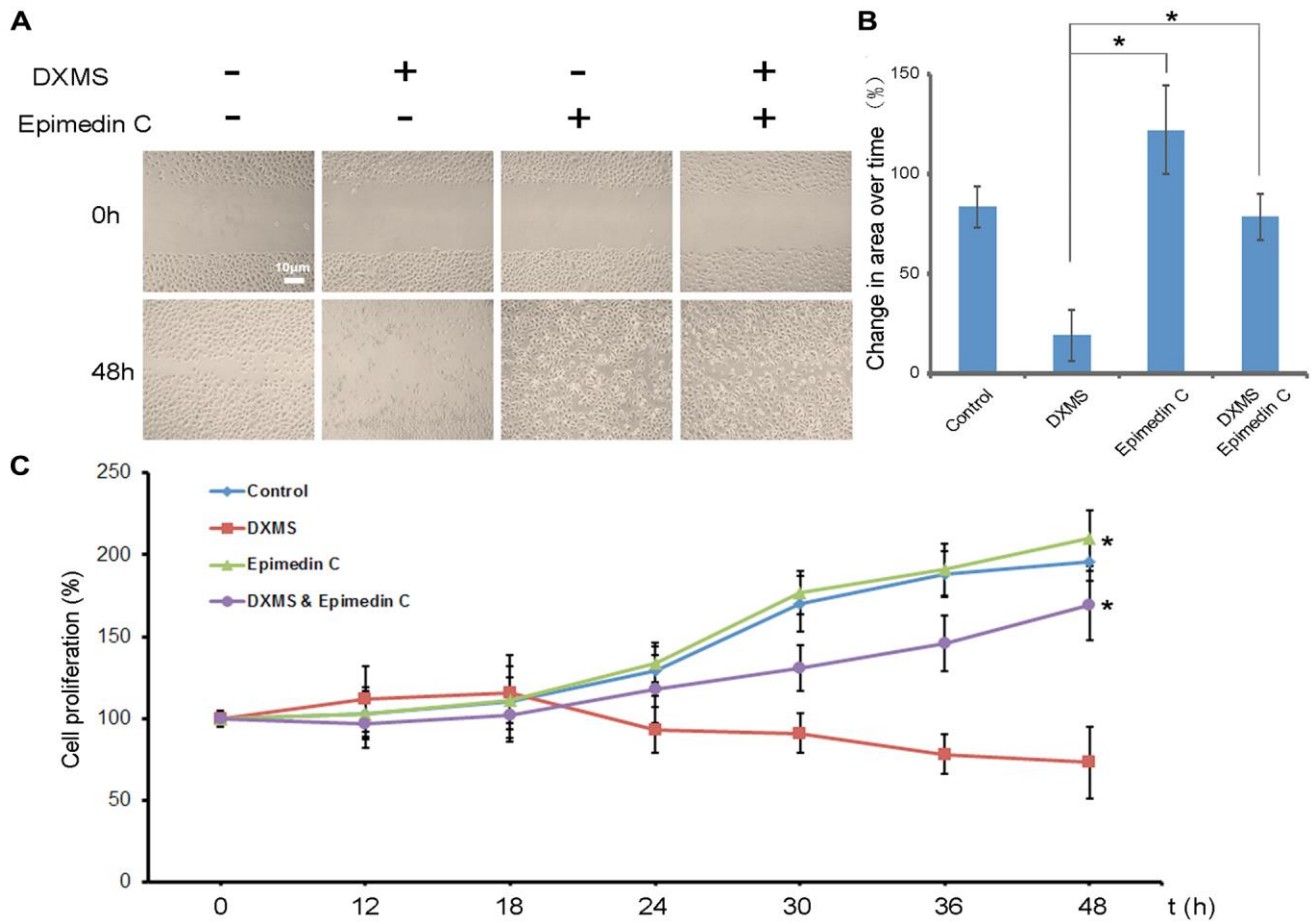 A
DXMS - + - +
Epimedin C - - + +
0h
10μm
48h
B
* *
Change in area over time (%)
150
100
50
0
Control DXMS Epimedin C DXMS Epimedin C
C
Cell proliferation (%)
250
200
150
100
50
0
Control
DXMS
Epimedin C
DXMS & Epimedin C
*
*
0 12 18 24 30 36 48 t (h)